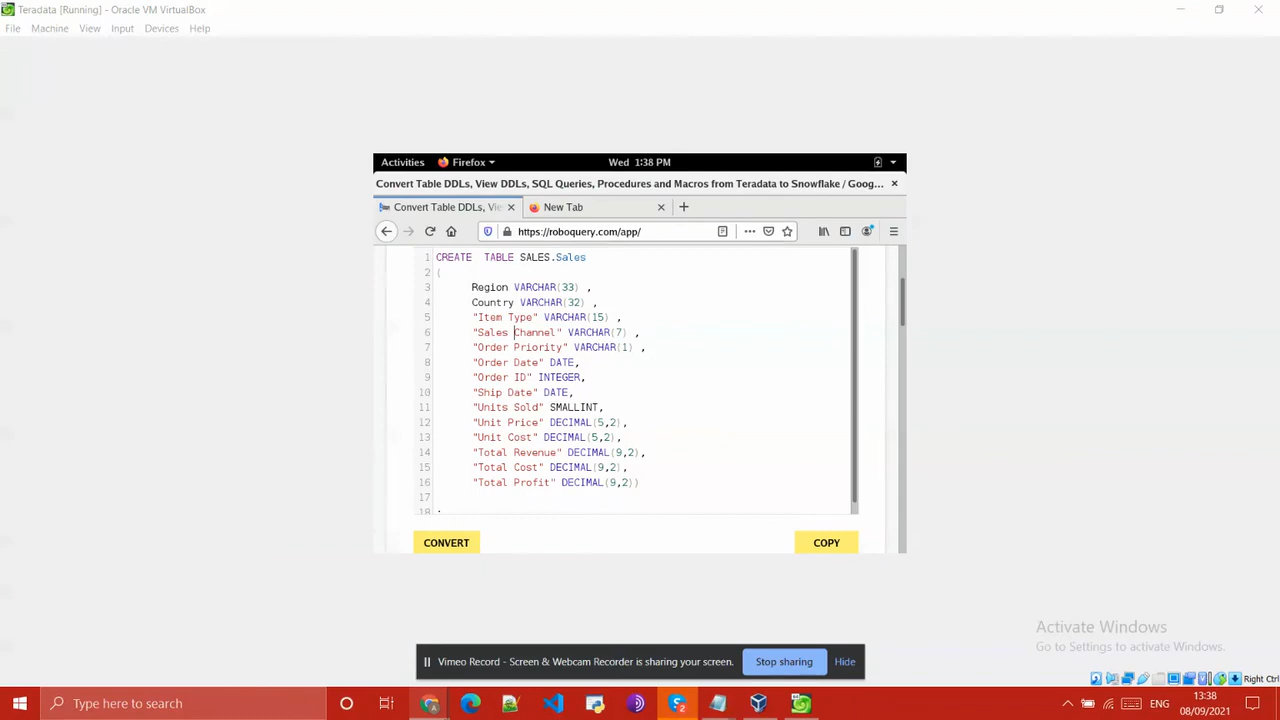 Teradata [Running] - Oracle VM VirtualBox
File Machine View Input Devices Help
Activities Firefox Wed 1:38 PM
Convert Table DDLs, View DDLs, SQL Queries, Procedures and Macros from Teradata to Snowflake / Goog...
Convert Table DDLs, Vie New Tab
https://roboquery.com/app/
1 CREATE TABLE SALES.Sales
2 (
3 Region VARCHAR(33) ,
4 Country VARCHAR(32) ,
5 "Item Type" VARCHAR(15) ,
6 "Sales Channel" VARCHAR(7) ,
7 "Order Priority" VARCHAR(1) ,
8 "Order Date" DATE,
9 "Order ID" INTEGER,
10 "Ship Date" DATE,
11 "Units Sold" SMALLINT,
12 "Unit Price" DECIMAL(5,2),
13 "Unit Cost" DECIMAL(5,2),
14 "Total Revenue" DECIMAL(9,2),
15 "Total Cost" DECIMAL(9,2),
16 "Total Profit" DECIMAL(9,2))
17
18 ;
CONVERT COPY
Activate Windows
Go to Settings to activate Windows.
Vimeo Record - Screen & Webcam Recorder is sharing your screen. Stop sharing Hide
Right Ctrl
Type here to search
ENG
13:38
08/09/2021